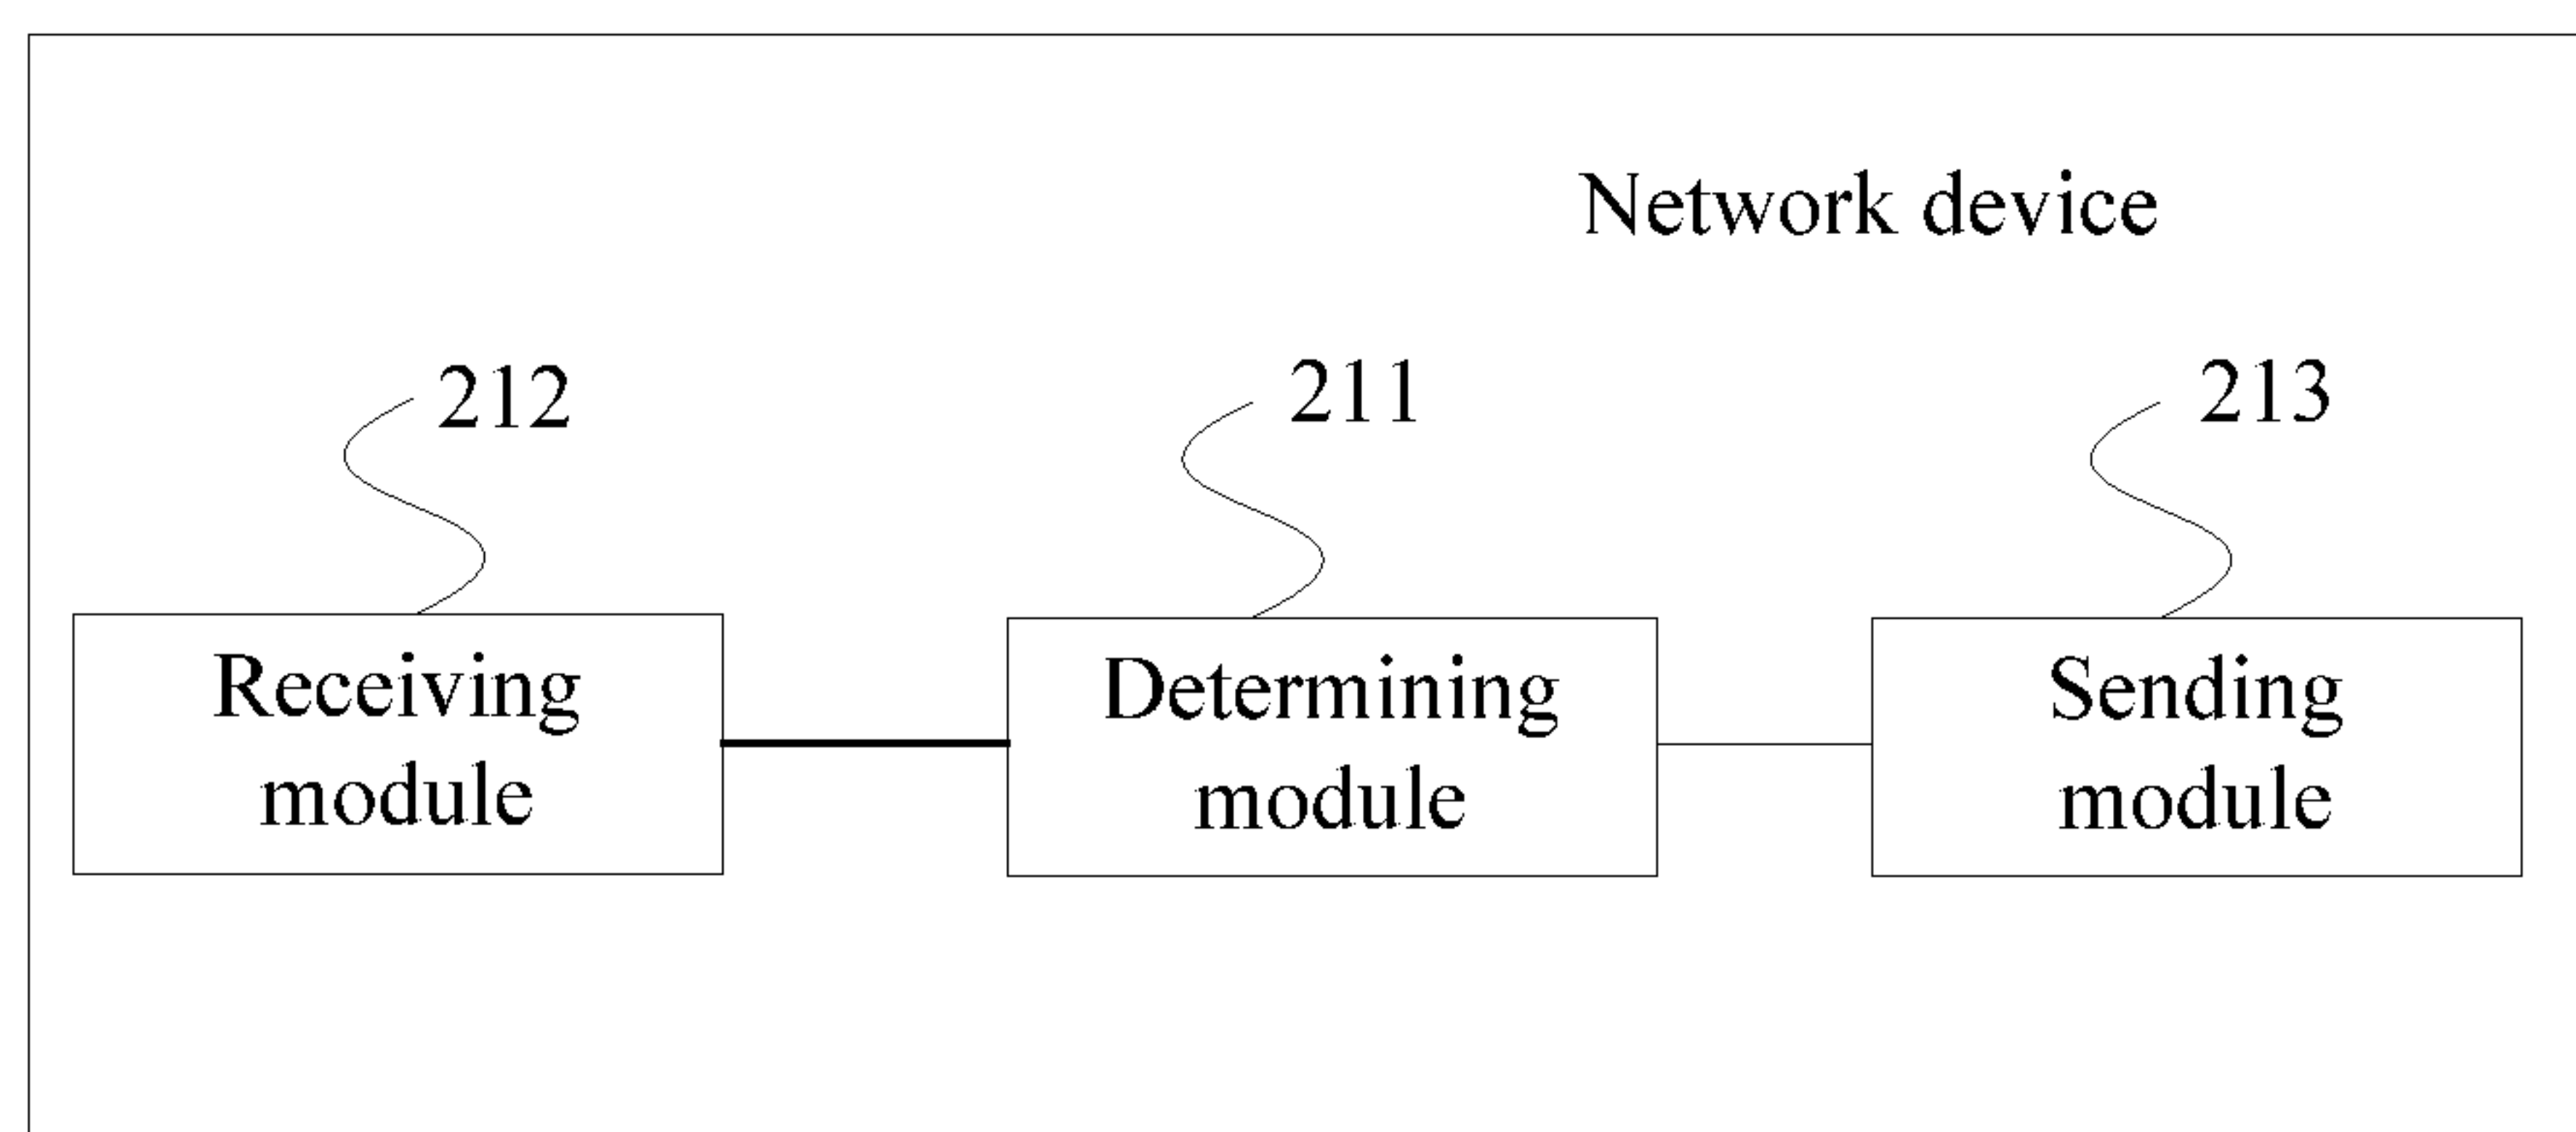 Network device
212
211
213
Receiving
module
Determining
module
Sending
module